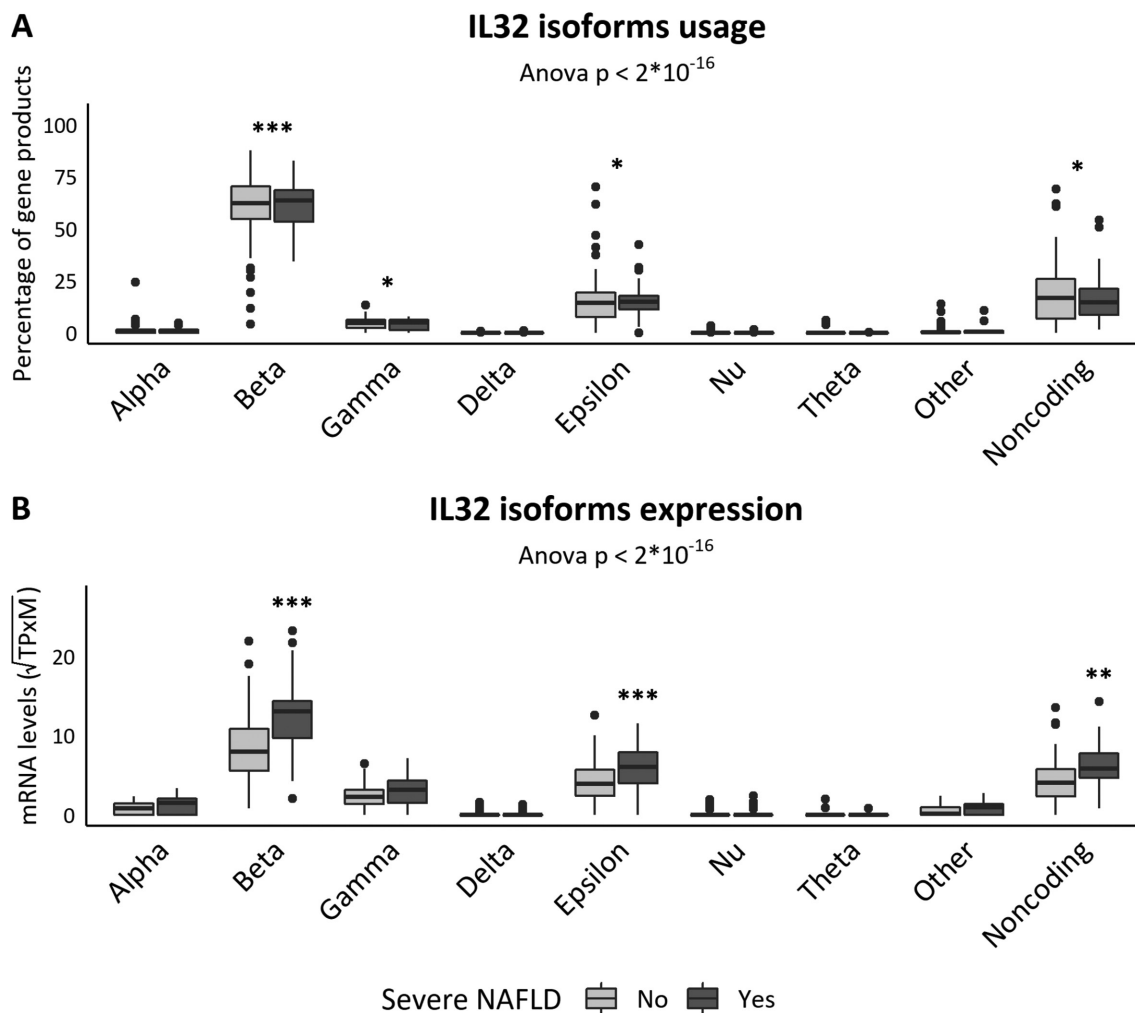 A
IL32 isoforms usage
Anova p < 2*10^-16
Percentage of gene products
100
75
50
25
0
***
*
*
*
Alpha
Beta
Gamma
Delta
Epsilon
Nu
Theta
Other
Noncoding
B
IL32 isoforms expression
Anova p < 2*10^-16
mRNA levels (√TPxM)
20
10
0
***
***
**
Alpha
Beta
Gamma
Delta
Epsilon
Nu
Theta
Other
Noncoding
Severe NAFLD No Yes